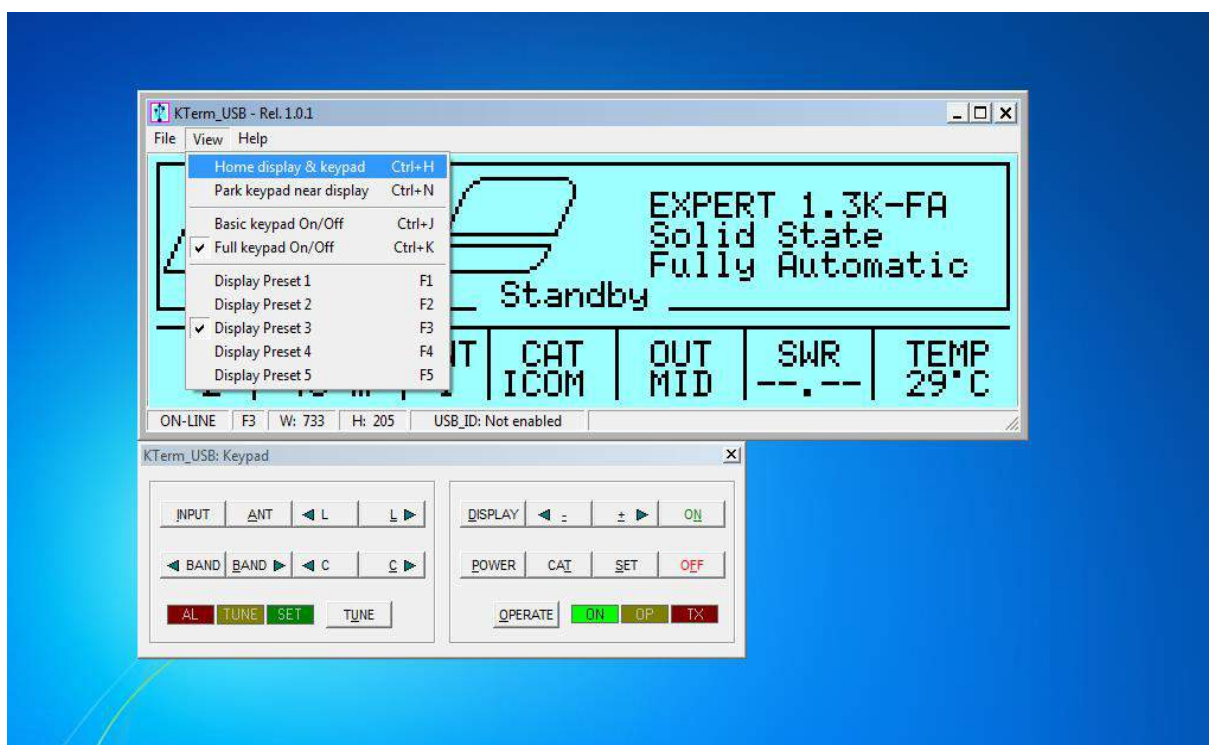 KTerm_USB - Rel. 1.0.1
File View Help
Home display & keypad Ctrl+H
Park keypad near display Ctrl+N
Basic keypad On/Off Ctrl+J
Full keypad On/Off Ctrl+K
Display Preset 1 F1
Display Preset 2 F2
Display Preset 3 F3
Display Preset 4 F4
Display Preset 5 F5
EXPERT 1.3K-FA
Solid State
Fully Automatic
Standby
CAT OUT SWR TEMP
ICOM MID --.-- 29°C
ON-LINE F3 W: 733 H: 205 USB_ID: Not enabled
KTerm_USB: Keypad
INPUT ANT ◄ L L ► DISPLAY ◄ - + ► ON
◄ BAND BAND ► ◄ C C ► POWER CAT SET OFF
AL TUNE SET TUNE OPERATE ON OP TX